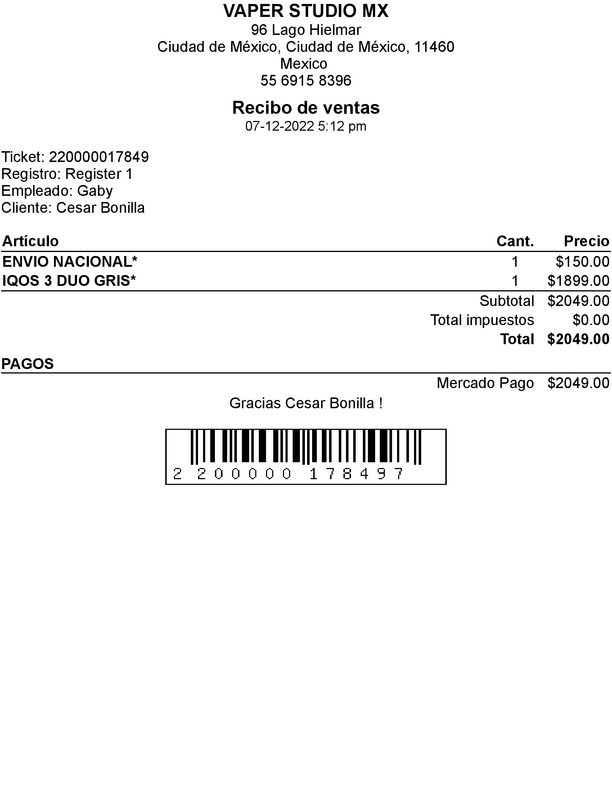 VAPER STUDIO MX
96 Lago Hielmar
Ciudad de México, Ciudad de México, 11460
Mexico
55 6915 8396
Recibo de ventas
07-12-2022 5:12 pm
Ticket: 220000017849
Registro: Register 1
Empleado: Gaby
Cliente: Cesar Bonilla
Artículo Cant. Precio
ENVIO NACIONAL* 1 $150.00
IQOS 3 DUO GRIS* 1 $1899.00
Subtotal $2049.00
Total impuestos $0.00
Total $2049.00
PAGOS
Mercado Pago $2049.00
Gracias Cesar Bonilla !
2 200000 178497